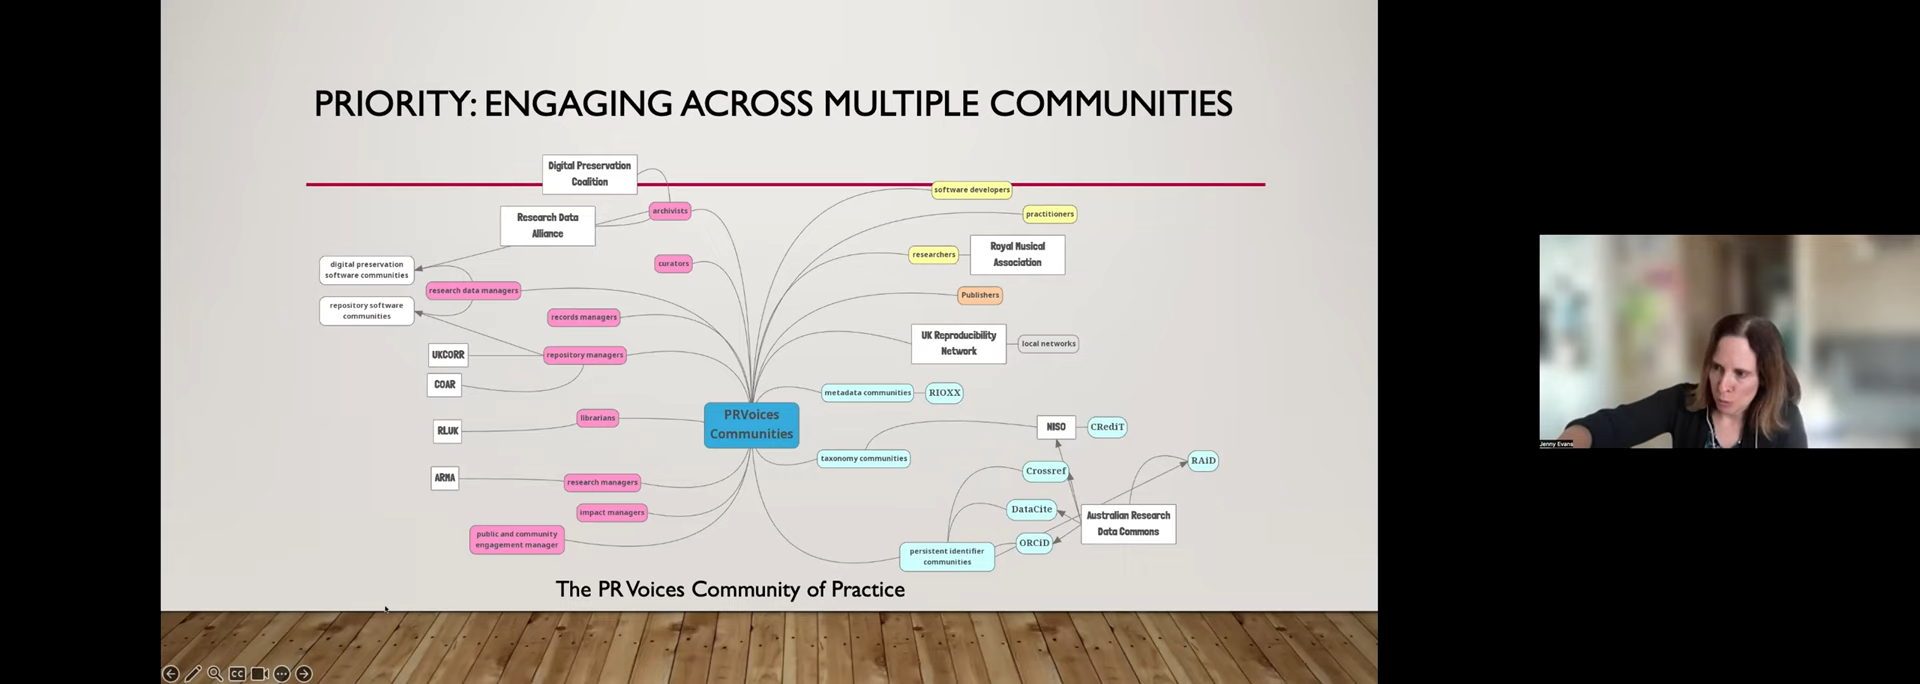 PRIORITY: ENGAGING ACROSS MULTIPLE COMMUNITIES
Digital Preservation
Coalition
software developers
archivists
practitioners
Research Data
Alliance
Royal Musical
Association
researchers
digital preservation
software communities
curators
research data managers
Publishers
repository software
communities
records managers
UK Reproducibility
Network
local networks
UKCORR
repository managers
COAR
metadata communities
RIOXX
PRVoices
Communities
librarians
RLUK
NISO
CRediT
taxonomy communities
Crossref
RAiD
ARMA
research managers
impact managers
DataCite
Australian Research
Data Commons
public and community
engagement manager
ORCiD
persistent identifier
communities
The PR Voices Community of Practice
Jenny Evans
CC